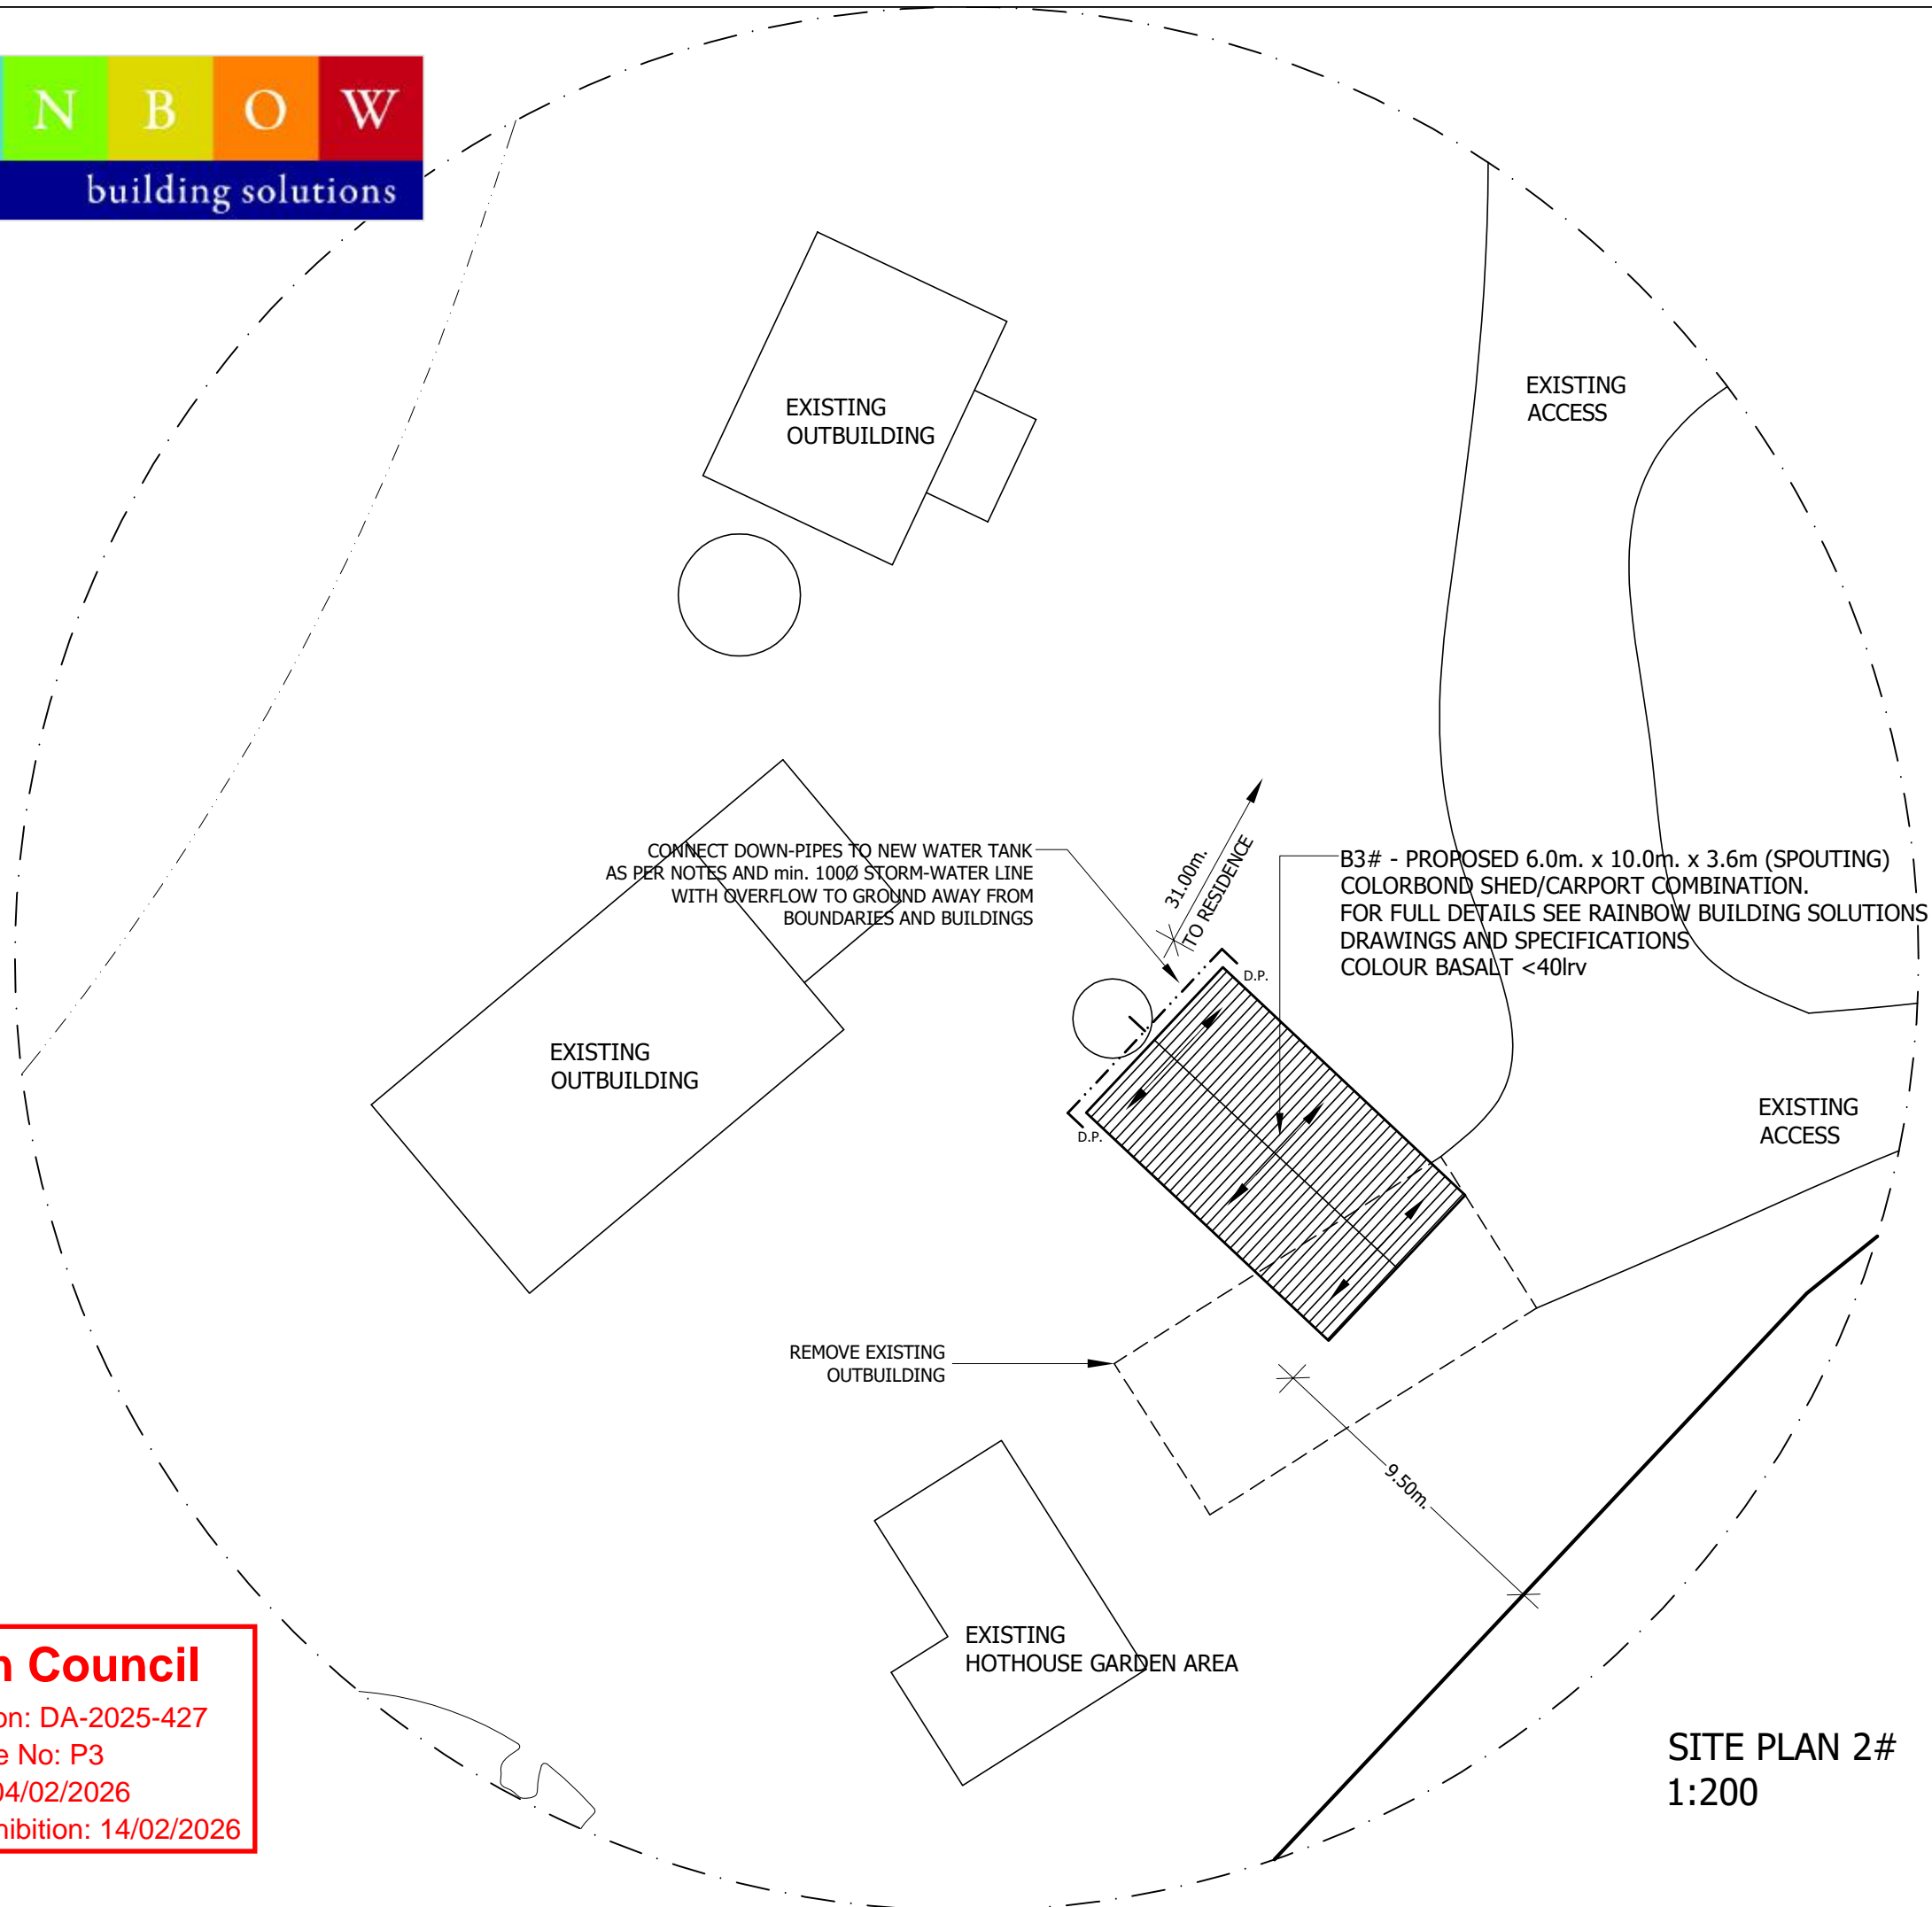 N B O W
building solutions
EXISTING
OUTBUILDING
EXISTING
ACCESS
CONNECT DOWN-PIPES TO NEW WATER TANK
AS PER NOTES AND min. 100Ø STORM-WATER LINE
WITH OVERFLOW TO GROUND AWAY FROM
BOUNDARIES AND BUILDINGS
31.00m.
TO RESIDENCE
B3# - PROPOSED 6.0m. x 10.0m. x 3.6m (SPOUTING)
COLORBOND SHED/CARPORT COMBINATION.
FOR FULL DETAILS SEE RAINBOW BUILDING SOLUTIONS
DRAWINGS AND SPECIFICATIONS
COLOUR BASALT <40lrv
D.P.
D.P.
EXISTING
OUTBUILDING
EXISTING
ACCESS
REMOVE EXISTING
OUTBUILDING
9.50m.
EXISTING
HOTHOUSE GARDEN AREA
n Council
on: DA-2025-427
e No: P3
04/02/2026
hibition: 14/02/2026
SITE PLAN 2#
1:200